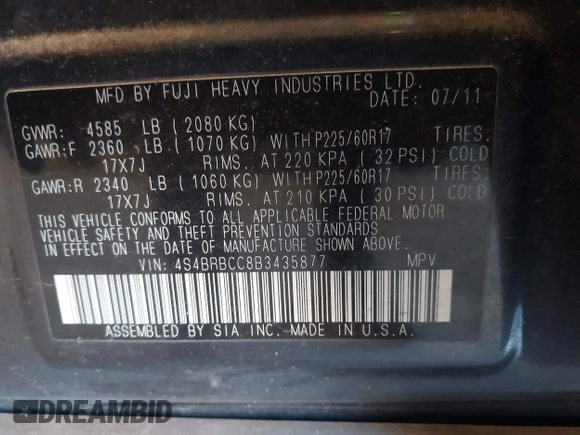 MFD BY FUJI HEAVY INDUSTRIES LTD.
DATE: 07/11
GVWR: 4585 LB (2080 KG)
GAWR:F 2360 LB (1070 KG) WITH P225/60R17 TIRES.
17X7J RIMS. AT 220 KPA (32 PSI) COLD
GAWR:R 2340 LB (1060 KG) WITH P225/60R17 TIRES.
17X7J RIMS. AT 210 KPA (30 PSI) COLD
THIS VEHICLE CONFORMS TO ALL APPLICABLE FEDERAL MOTOR
VEHICLE SAFETY AND THEFT PREVENTION STANDARDS
IN EFFECT ON THE DATE OF MANUFACTURE SHOWN ABOVE.
VIN: 4S4BRBCC8B3435877 MPV
ASSEMBLED BY SIA INC. MADE IN U.S.A.
DREAMBID